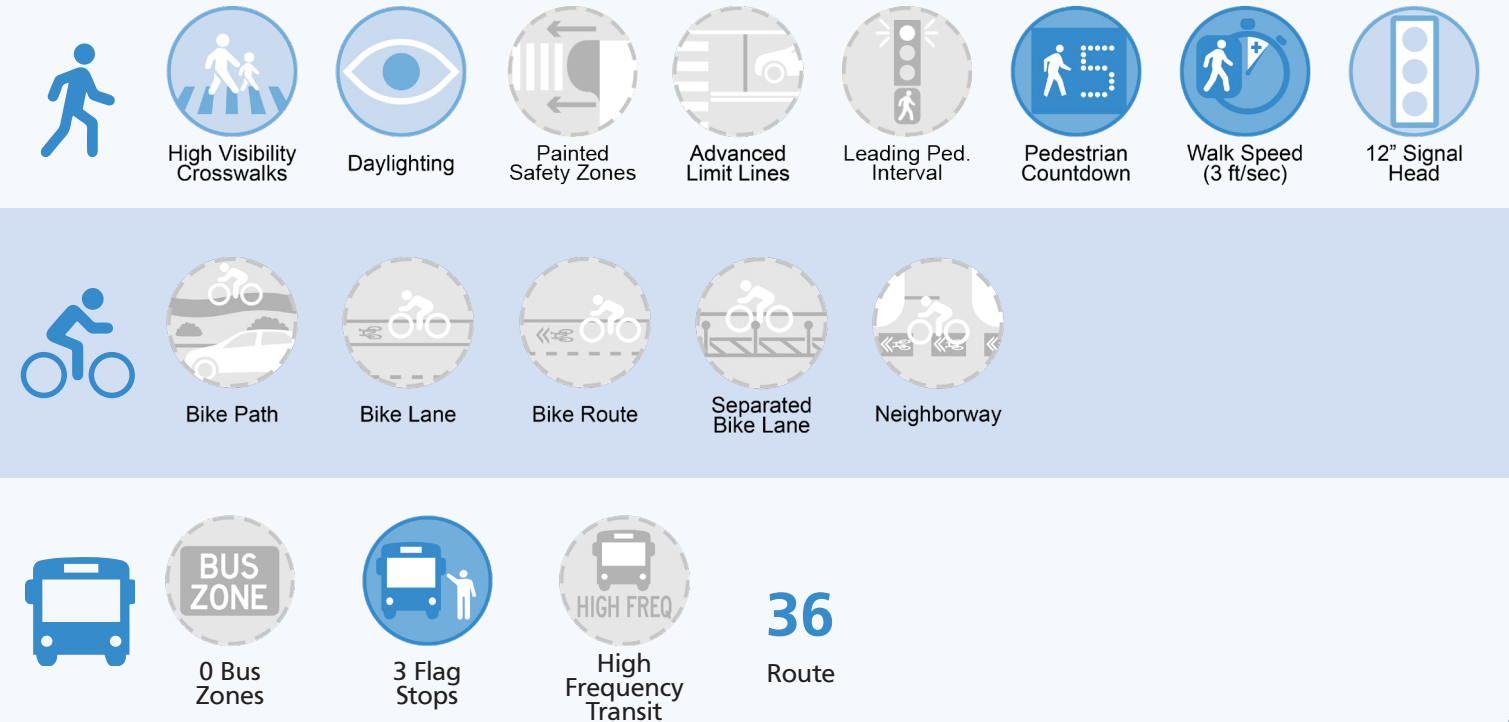 High Visibility
Crosswalks
Daylighting
Painted
Safety Zones
Advanced
Limit Lines
Leading Ped.
Interval
5
Pedestrian
Countdown
Walk Speed
(3 ft/sec)
12” Signal
Head
Bike Path
Bike Lane
Bike Route
Separated
Bike Lane
Neighborway
BUS
ZONE
0 Bus
Zones
3 Flag
Stops
HIGH FREQ
High
Frequency
Transit
36
Route